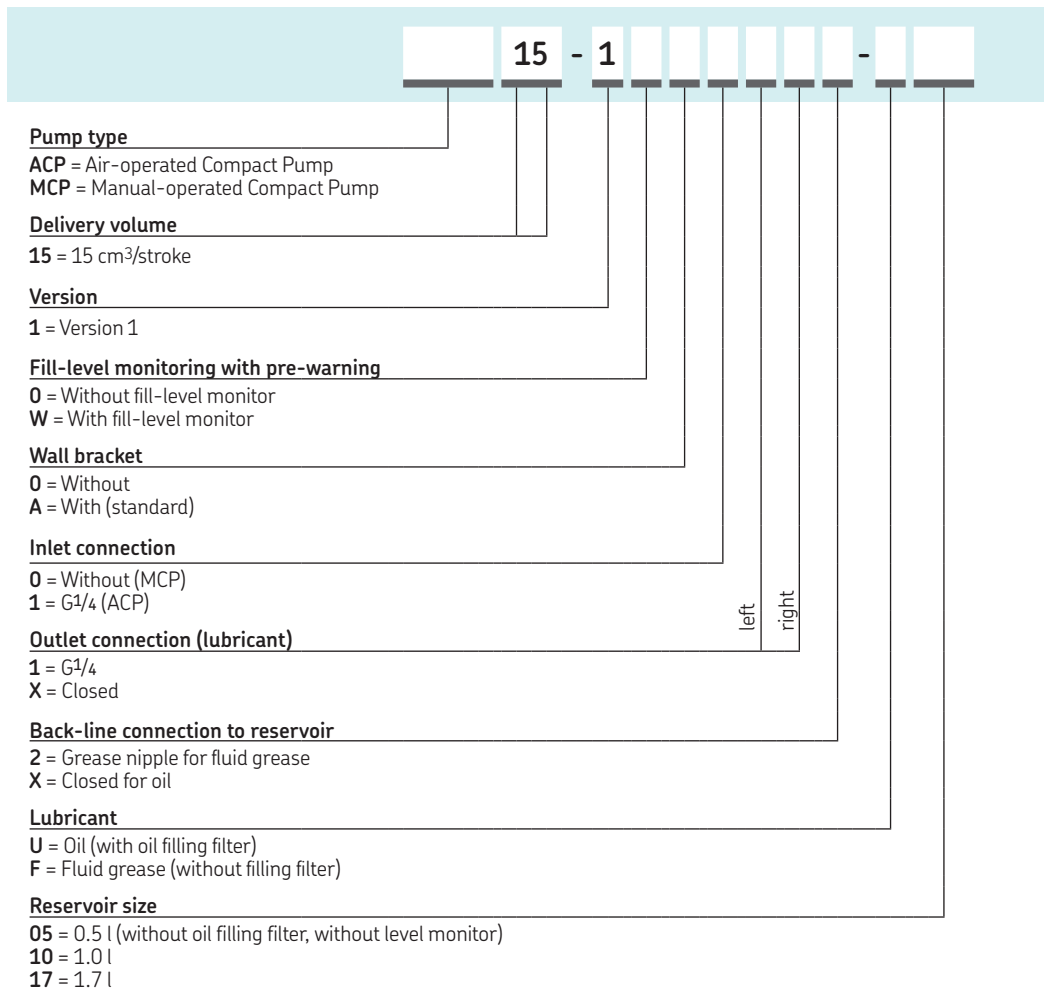 15 - 1 -
Pump type
ACP = Air-operated Compact Pump
MCP = Manual-operated Compact Pump
Delivery volume
15 = 15 cm³/stroke
Version
1 = Version 1
Fill-level monitoring with pre-warning
0 = Without fill-level monitor
W = With fill-level monitor
Wall bracket
0 = Without
A = With (standard)
Inlet connection
0 = Without (MCP)
1 = G1/4 (ACP)
left
right
Outlet connection (lubricant)
1 = G1/4
X = Closed
Back-line connection to reservoir
2 = Grease nipple for fluid grease
X = Closed for oil
Lubricant
U = Oil (with oil filling filter)
F = Fluid grease (without filling filter)
Reservoir size
05 = 0.5 l (without oil filling filter, without level monitor)
10 = 1.0 l
17 = 1.7 l